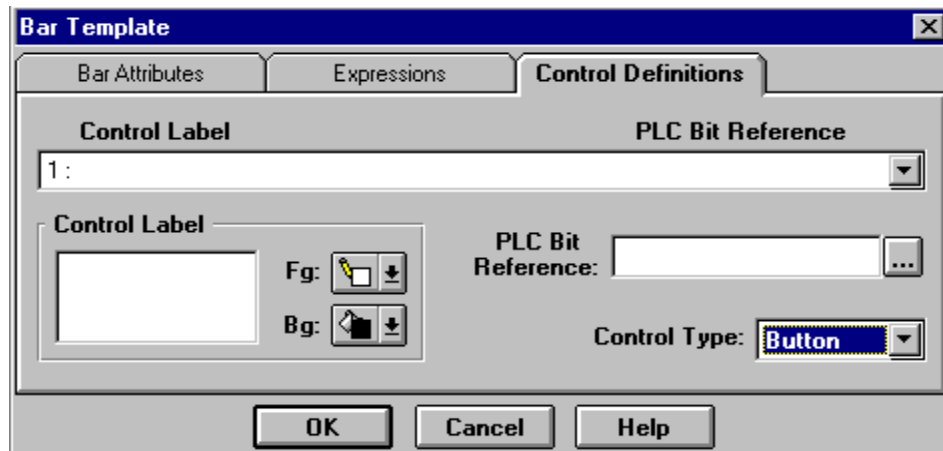 Bar Template
Bar Attributes Expressions Control Definitions
Control Label PLC Bit Reference
1 :
Control Label
PLC Bit
Reference:
...
Fg:
Bg:
Control Type: Button
OK Cancel Help